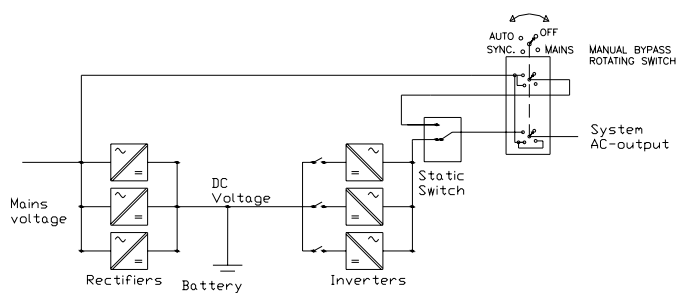 AUTO OFF
SYNC. MAINS
MANUAL BYPASS
ROTATING SWITCH
System
AC-output
Static
Switch
DC
Voltage
Mains
voltage
Rectifiers
Battery
Inverters